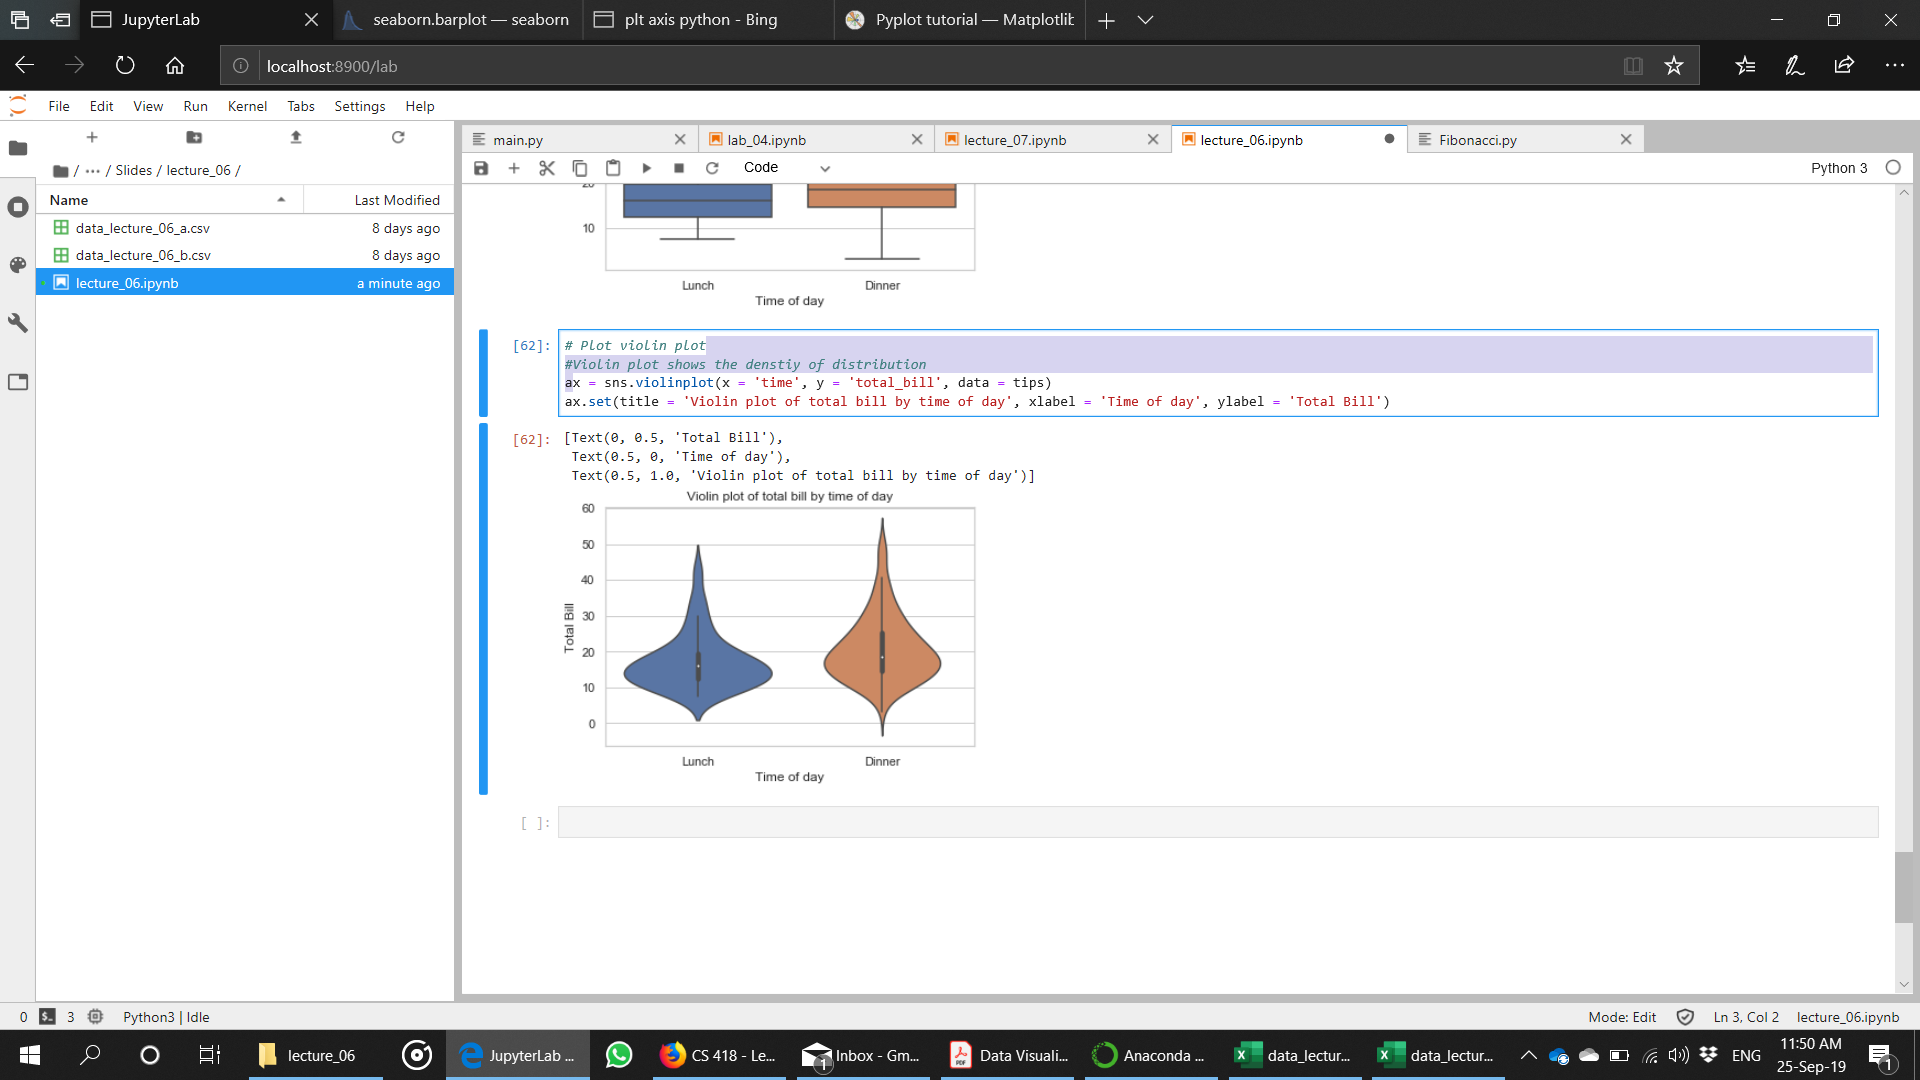 JupyterLab
seaborn.barplot — seaborn
plt axis python - Bing
Pyplot tutorial — Matplotlib
localhost:8900/lab
File Edit View Run Kernel Tabs Settings Help
main.py
lab_04.ipynb
lecture_07.ipynb
lecture_06.ipynb
Fibonacci.py
/ ··· / Slides / lecture_06 /
Code
Python 3
Name Last Modified
data_lecture_06_a.csv 8 days ago
data_lecture_06_b.csv 8 days ago
lecture_06.ipynb a minute ago
20
10
Lunch Dinner
Time of day
[62]: # Plot violin plot
#Violin plot shows the denstiy of distribution
ax = sns.violinplot(x = 'time', y = 'total_bill', data = tips)
ax.set(title = 'Violin plot of total bill by time of day', xlabel = 'Time of day', ylabel = 'Total Bill')
[62]: [Text(0, 0.5, 'Total Bill'),
Text(0.5, 0, 'Time of day'),
Text(0.5, 1.0, 'Violin plot of total bill by time of day')]
Violin plot of total bill by time of day
60
50
40
30
20
10
0
Total Bill
Lunch Dinner
Time of day
[ ]:
0 $_ 3 Python3 | Idle
Mode: Edit Ln 3, Col 2 lecture_06.ipynb
lecture_06
JupyterLab ...
CS 418 - Le...
1 Inbox - Gm...
Data Visuali...
Anaconda ...
data_lectur...
data_lectur...
ENG
11:50 AM
25-Sep-19
1